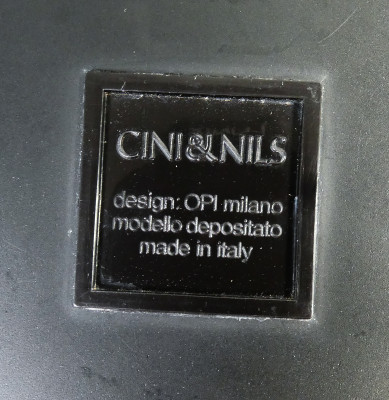 CINI&NILS
design: OPI milano
modello depositato
made in italy